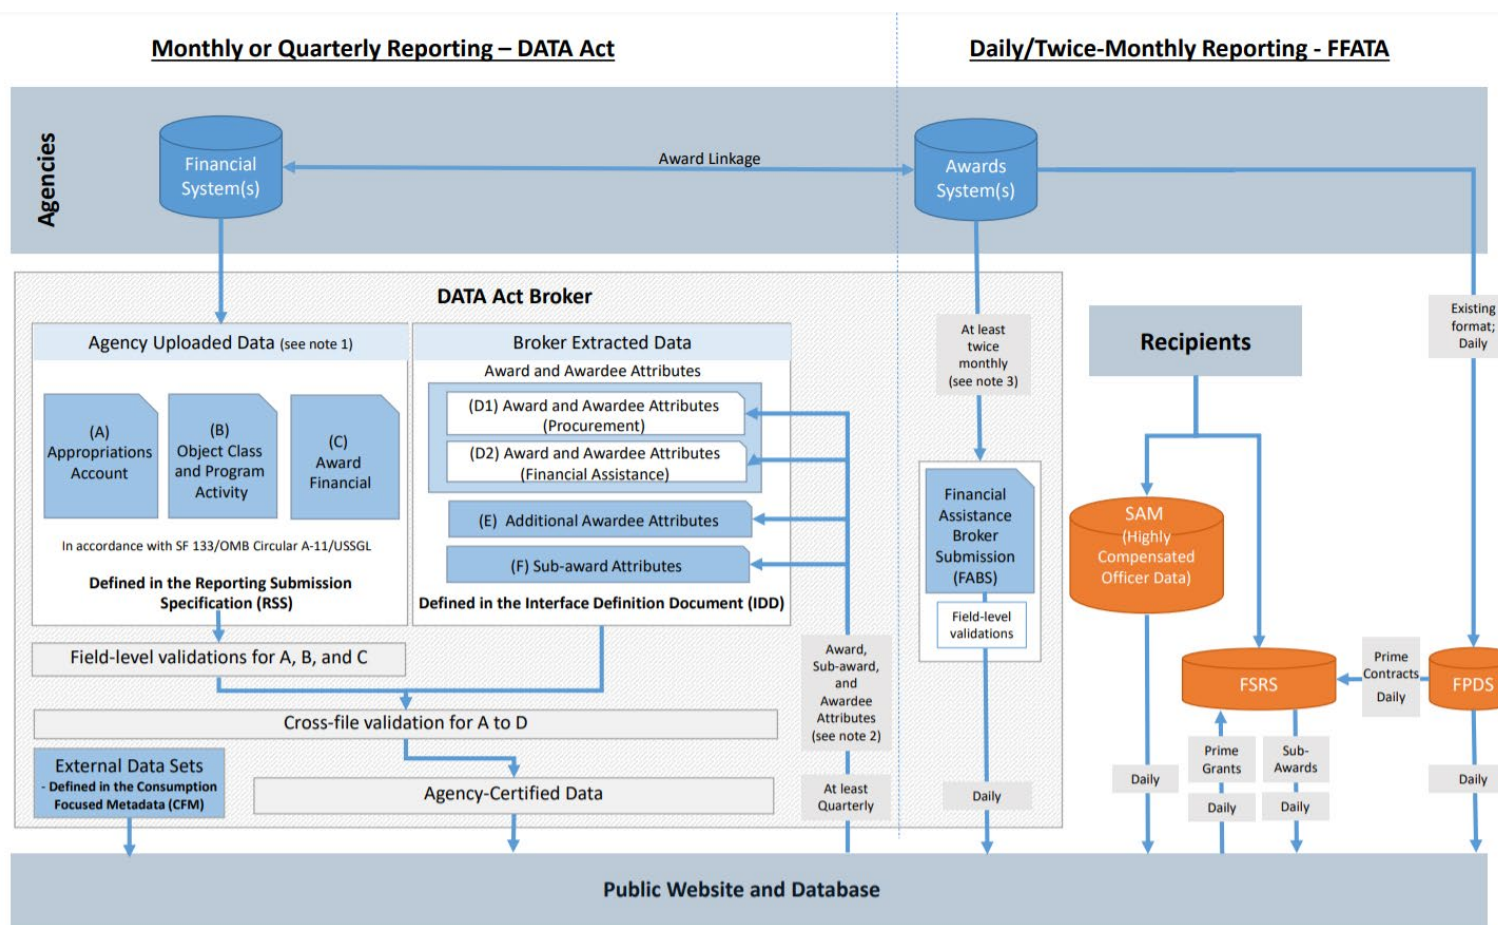 Monthly or Quarterly Reporting – DATA Act
Daily/Twice-Monthly Reporting - FFATA
Agencies
Financial
System(s)
Award Linkage
Awards
System(s)
DATA Act Broker
Agency Uploaded Data (see note 1)
(A)
Appropriations
Account
(B)
Object Class
and Program
Activity
(C)
Award
Financial
In accordance with SF 133/OMB Circular A-11/USSGL
Defined in the Reporting Submission
Specification (RSS)
Broker Extracted Data
Award and Awardee Attributes
(D1) Award and Awardee Attributes
(Procurement)
(D2) Award and Awardee Attributes
(Financial Assistance)
(E) Additional Awardee Attributes
(F) Sub-award Attributes
Defined in the Interface Definition Document (IDD)
Field-level validations for A, B, and C
Cross-file validation for A to D
External Data Sets
- Defined in the Consumption
Focused Metadata (CFM)
Agency-Certified Data
Award,
Sub-award,
and
Awardee
Attributes
(see note 2)
At least
Quarterly
At least
twice
monthly
(see note 3)
Financial
Assistance
Broker
Submission
(FABS)
Field-level
validations
Daily
Recipients
Existing
format;
Daily
SAM
(Highly
Compensated
Officer Data)
Daily
FSRS
Prime
Contracts
Daily
FPDS
Prime
Grants
Daily
Sub-
Awards
Daily
Daily
Public Website and Database